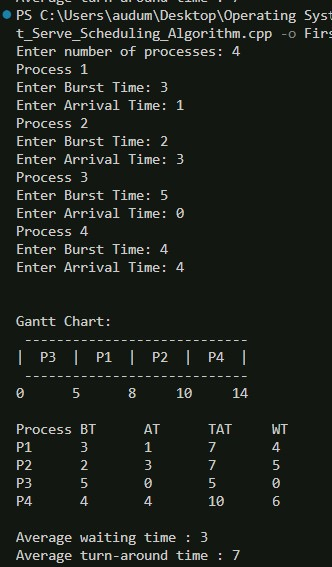 Average turn-around time : 7
PS C:\Users\audum\Desktop\Operating Syst
t_Serve_Scheduling_Algorithm.cpp -o Firs
Enter number of processes: 4
Process 1
Enter Burst Time: 3
Enter Arrival Time: 1
Process 2
Enter Burst Time: 2
Enter Arrival Time: 3
Process 3
Enter Burst Time: 5
Enter Arrival Time: 0
Process 4
Enter Burst Time: 4
Enter Arrival Time: 4
Gantt Chart:
----------------------------
|  P3  |  P1  |  P2  |  P4  |
----------------------------
0      5      8     10     14
Process BT      AT      TAT     WT
P1      3       1       7       4
P2      2       3       7       5
P3      5       0       5       0
P4      4       4       10      6
Average waiting time : 3
Average turn-around time : 7